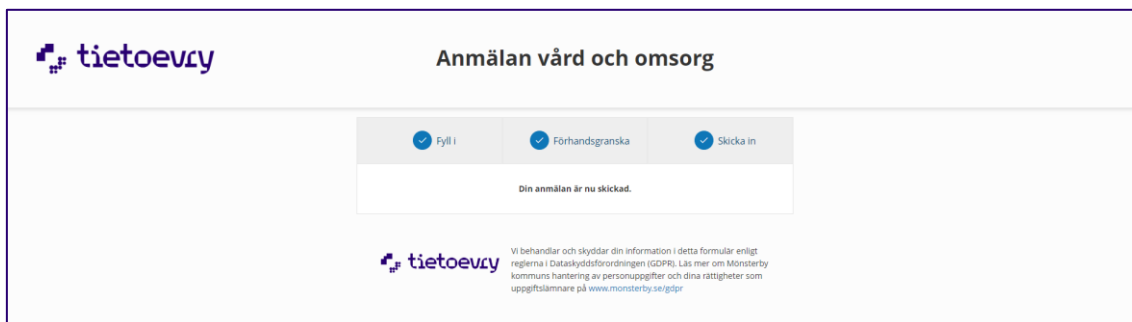 tietoevry
Anmälan vård och omsorg
Fyll i
Förhandsgranska
Skicka in
Din anmälan är nu skickad.
tietoevry
Vi behandlar och skyddar din information i detta formulär enligt
reglerna i Dataskyddsförordningen (GDPR). Läs mer om Mönsterby
kommuns hantering av personuppgifter och dina rättigheter som
uppgiftslämnare på www.monsterby.se/gdpr